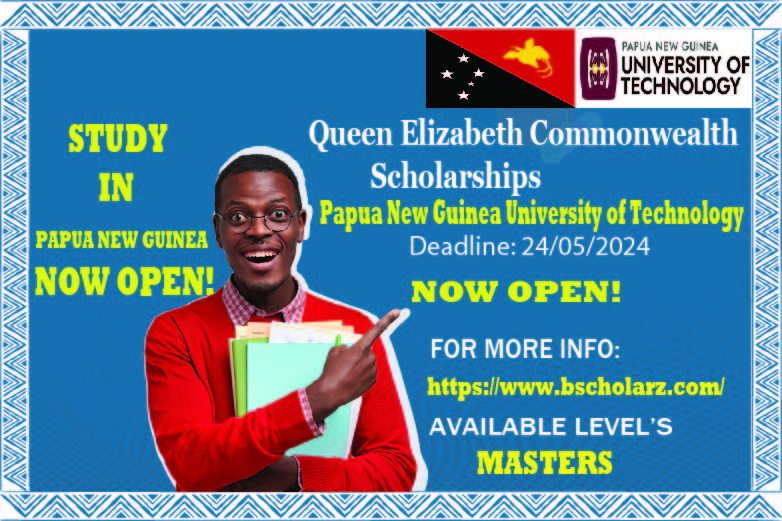 PAPUA NEW GUINEA
UNIVERSITY OF
TECHNOLOGY
STUDY
IN
PAPUA NEW GUINEA
NOW OPEN!
Queen Elizabeth Commonwealth
Scholarships
Papua New Guinea University of Technology
Deadline: 24/05/2024
NOW OPEN!
FOR MORE INFO:
https://www.bscholarz.com/
AVAILABLE LEVEL'S
MASTERS